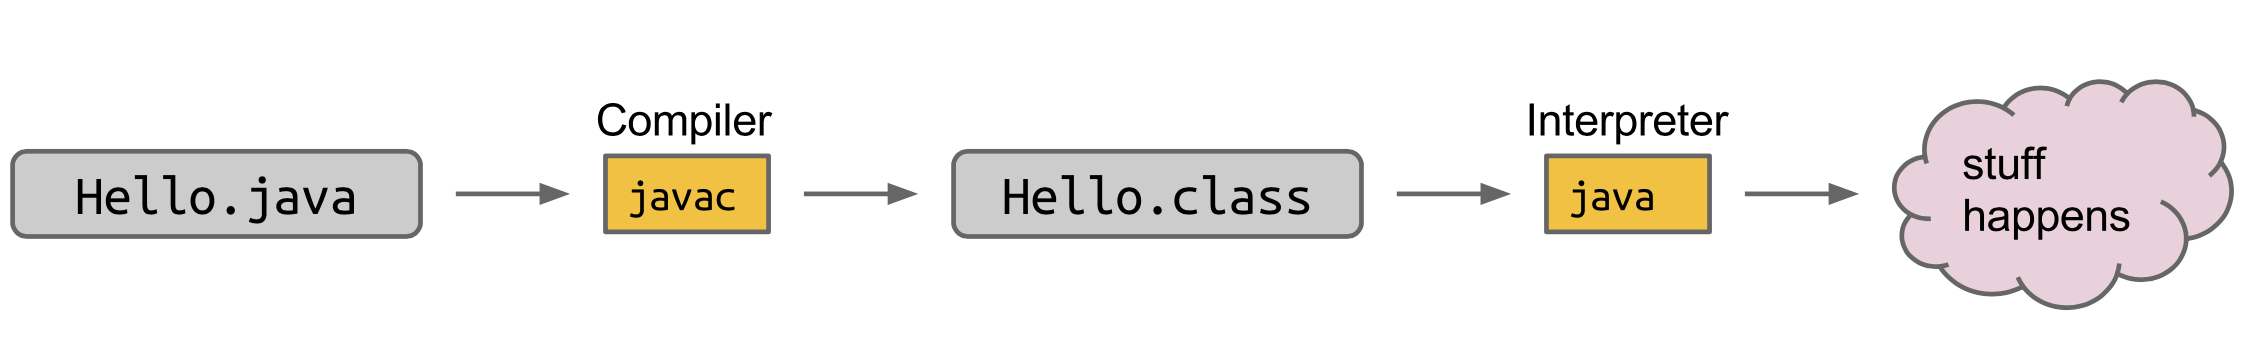 Hello.java
Compiler
javac
Hello.class
Interpreter
java
stuff
happens